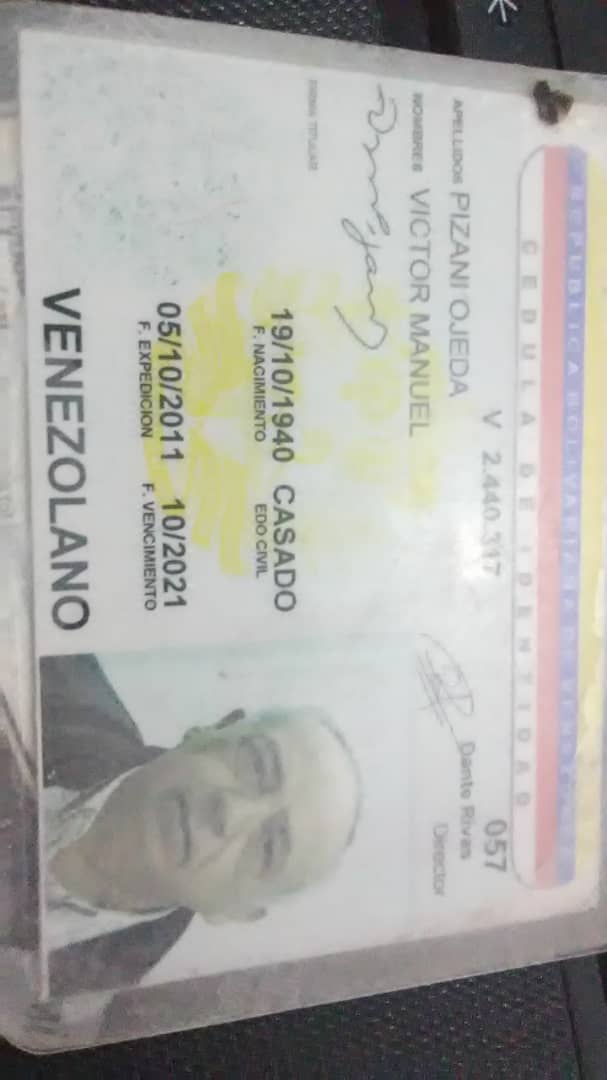 REPUBLICA BOLIVARIANA DE VENEZUELA
CEDULA DE IDENTIDAD
V 2.440.317
057
APELLIDOS PIZANI OJEDA
Dante Rivas
Director
NOMBRES VICTOR MANUEL
FIRMA TITULAR
19/10/1940 CASADO
F. NACIMIENTO EDO CIVIL
05/10/2011 10/2021
F. EXPEDICION F. VENCIMIENTO
VENEZOLANO